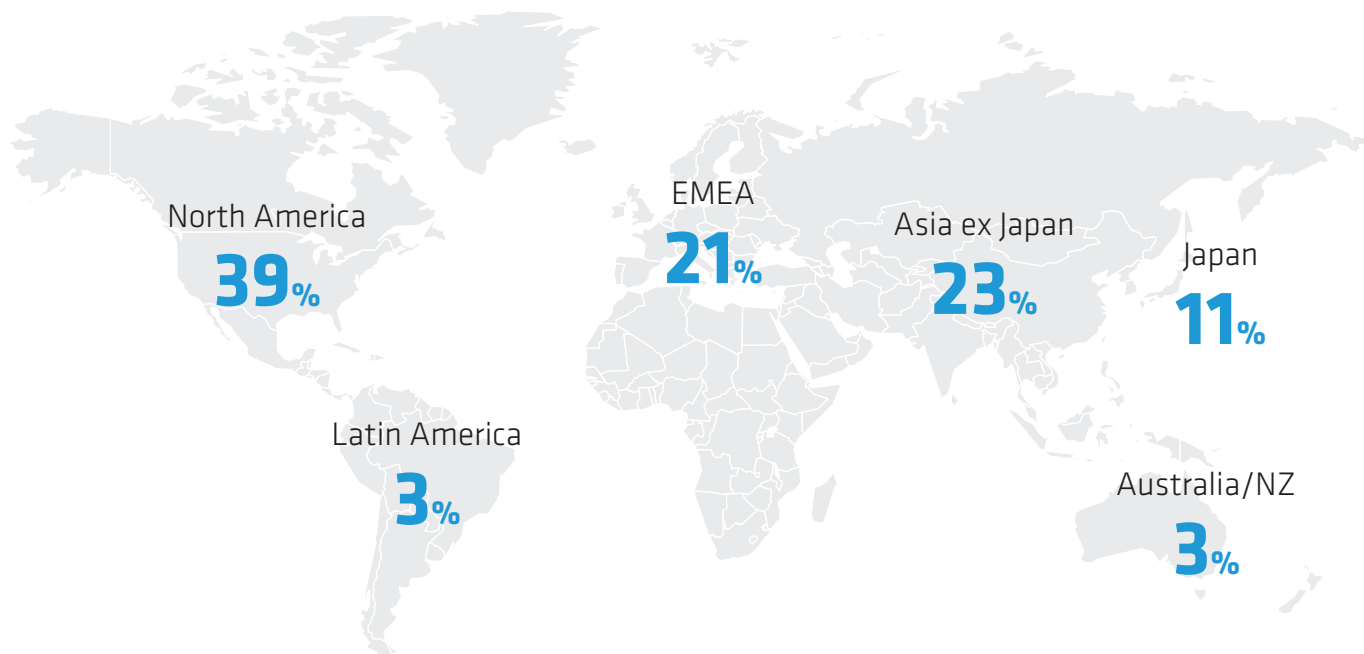 North America
39%
Latin America
3%
EMEA
21%
Asia ex Japan
23%
Japan
11%
Australia/NZ
3%